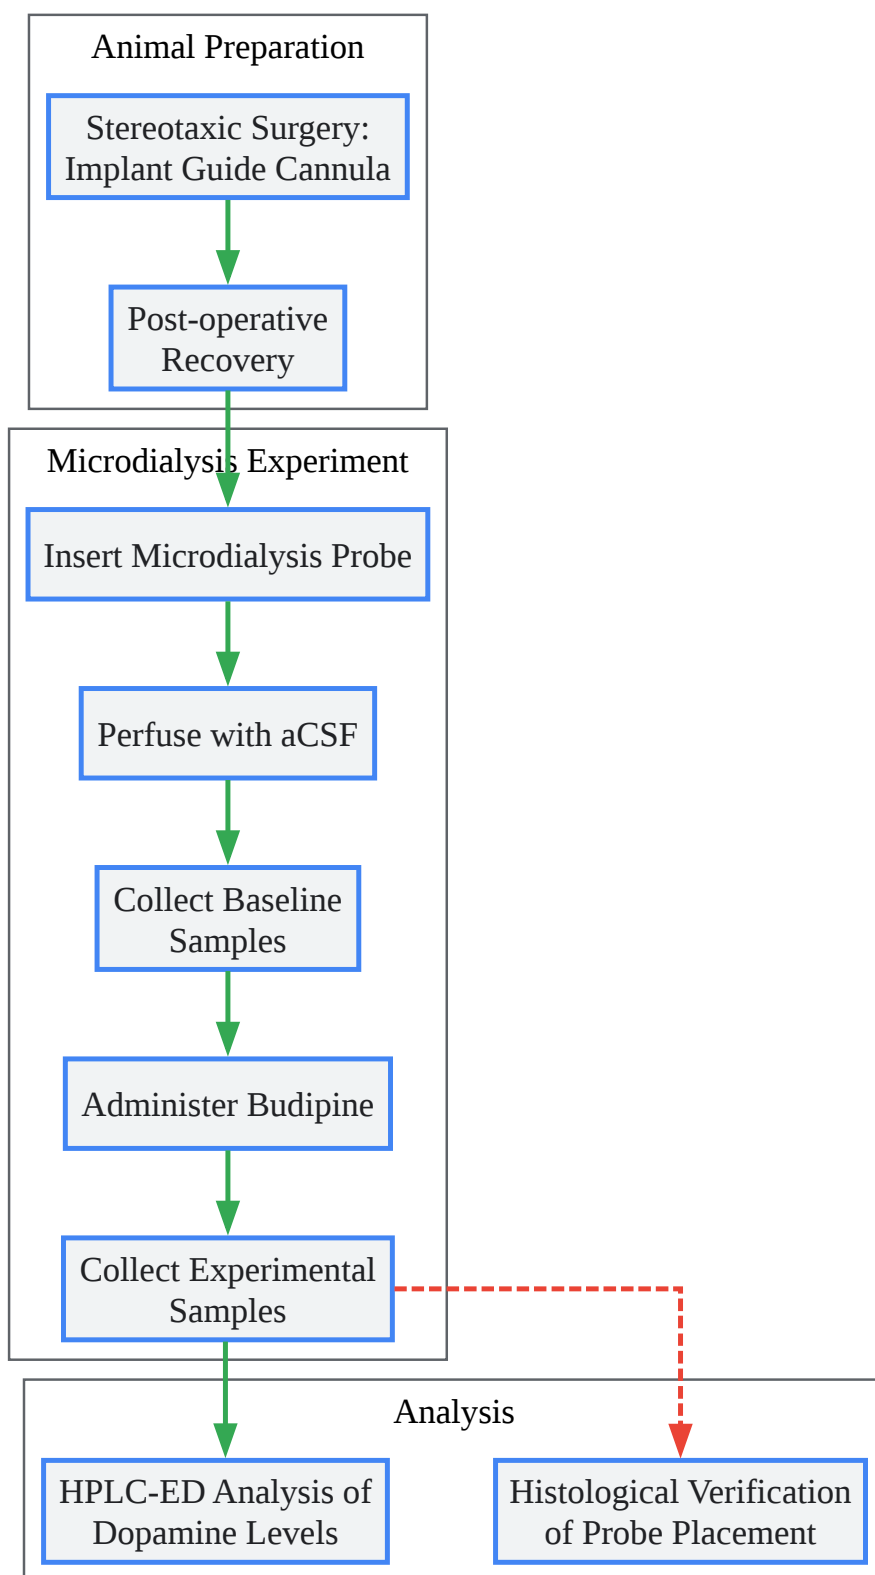 Animal Preparation
Stereotaxic Surgery:
Implant Guide Cannula
Post-operative
Recovery
Microdialysis Experiment
Insert Microdialysis Probe
Perfuse with aCSF
Collect Baseline
Samples
Administer Budipine
Collect Experimental
Samples
Analysis
HPLC-ED Analysis of
Dopamine Levels
Histological Verification
of Probe Placement